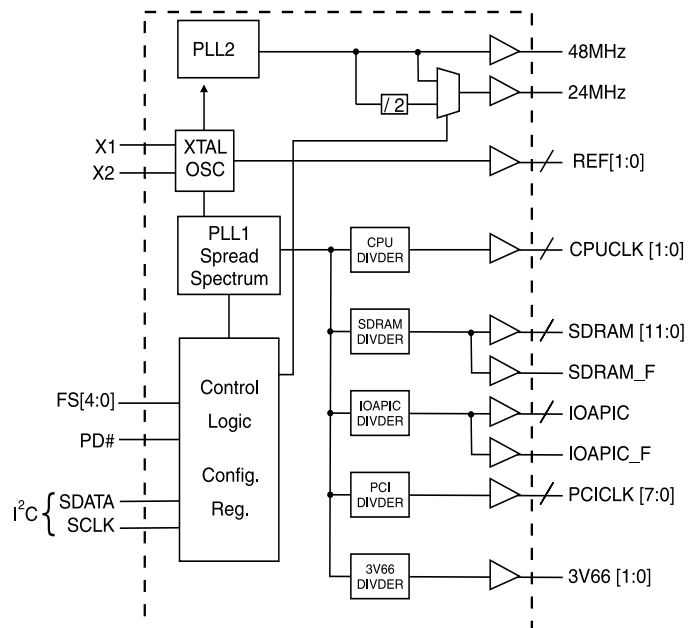 PLL2
48MHz
/ 2
24MHz
X1
X2
XTAL
OSC
REF[1:0]
PLL1
Spread
Spectrum
CPU
DIVDER
CPUCLK [1:0]
SDRAM
DIVDER
SDRAM [11:0]
SDRAM_F
Control
Logic
Config.
Reg.
FS[4:0]
PD#
I²C { SDATA
SCLK
IOAPIC
DIVDER
IOAPIC
IOAPIC_F
PCI
DIVDER
PCICLK [7:0]
3V66
DIVDER
3V66 [1:0]